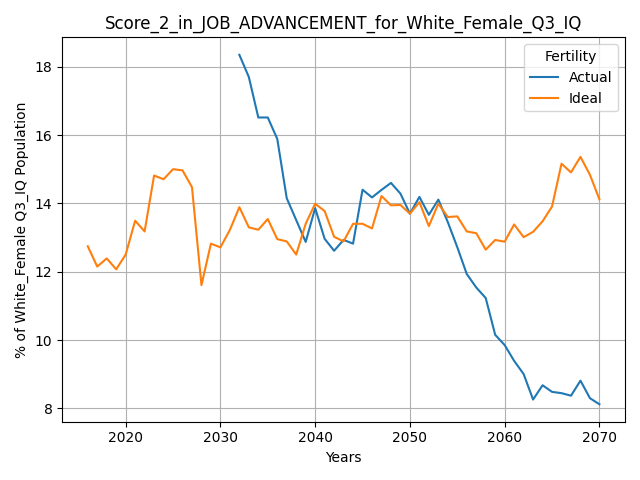 Score_2_in_JOB_ADVANCEMENT_for_White_Female_Q3_IQ
Fertility
Actual
Ideal
% of White_Female Q3_IQ Population
18
16
14
12
10
8
2020 2030 2040 2050 2060 2070
Years